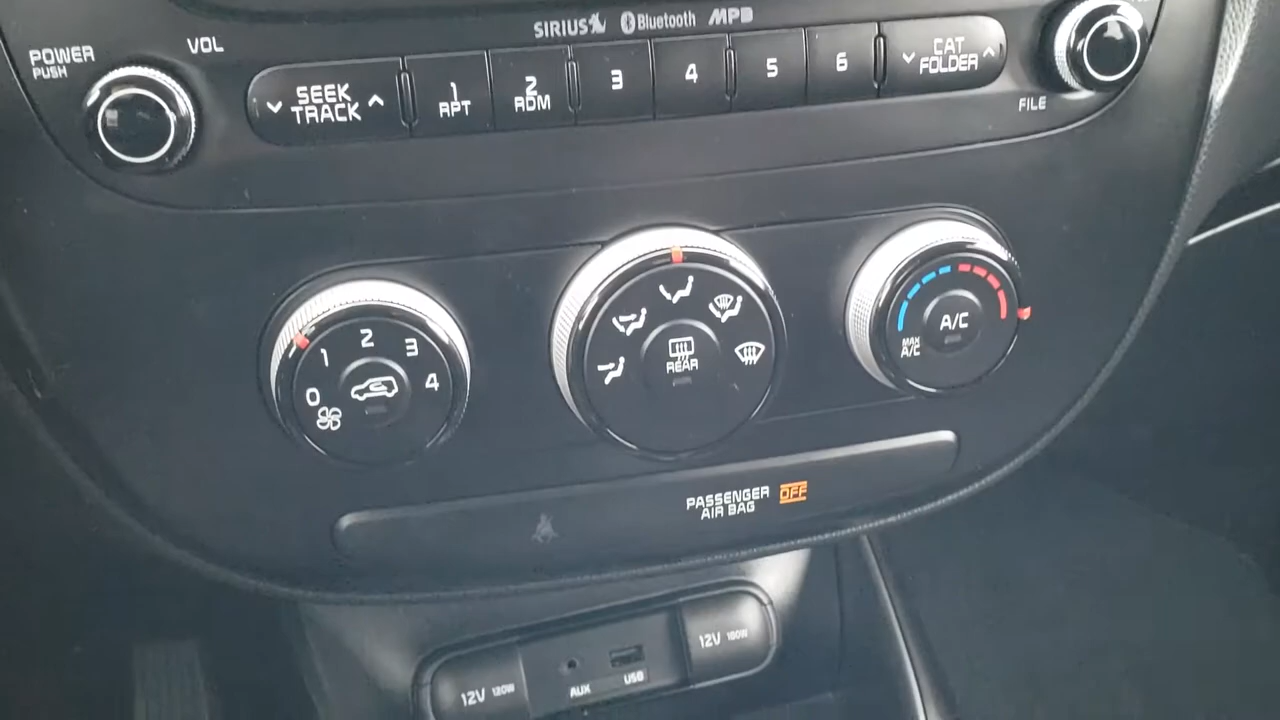 SIRIUS Bluetooth MP3
POWER
PUSH
VOL
SEEK
TRACK
1
RPT
2
RDM
3
4
5
6
CAT
FOLDER
FILE
0
1
2
3
4
REAR
A/C
MAX
A/C
PASSENGER OFF
AIR BAG
12V 120W
AUX
USB
12V 180W